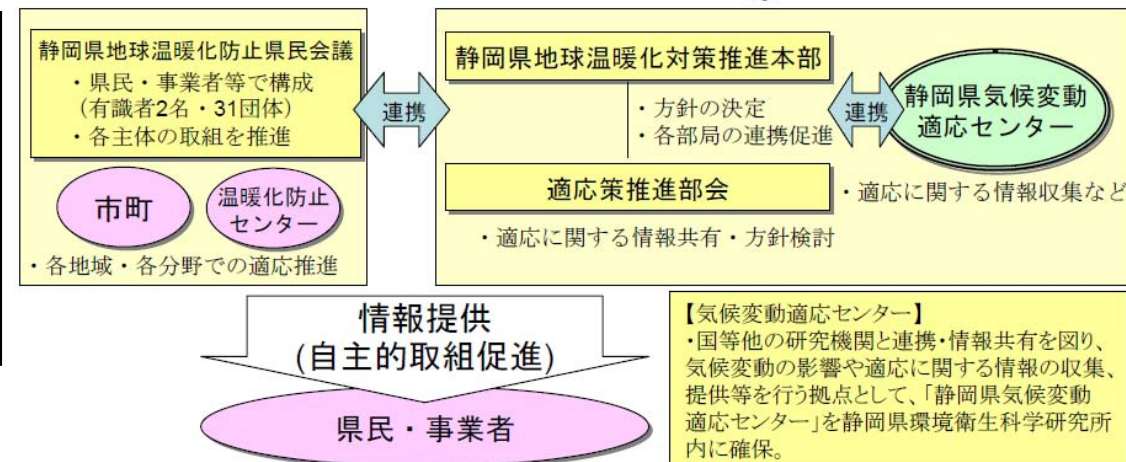 静岡県地球温暖化防止県民会議
・県民・事業者等で構成
(有識者2名・31団体)
・各主体の取組を推進
市町
温暖化防止
センター
・各地域・各分野での適応推進
連携
静岡県地球温暖化対策推進本部
・方針の決定
・各部局の連携促進
適応策推進部会
・適応に関する情報共有・方針検討
連携
静岡県気候変動
適応センター
・適応に関する情報収集など
情報提供
(自主的取組促進)
県民・事業者
【気候変動適応センター】
・国等他の研究機関と連携・情報共有を図り、
気候変動の影響や適応に関する情報の収集、
提供等を行う拠点として、「静岡県気候変動
適応センター」を静岡県環境衛生科学研究所
内に確保。